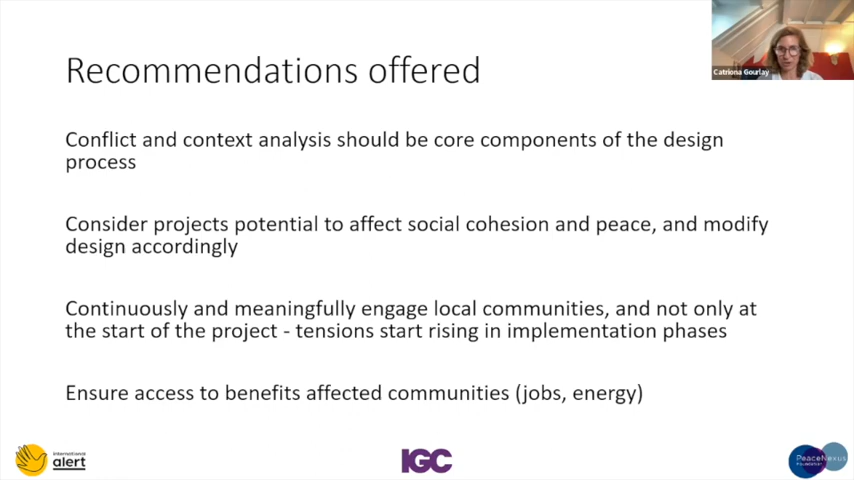 Catriona Gourlay
Recommendations offered
Conflict and context analysis should be core components of the design
process
Consider projects potential to affect social cohesion and peace, and modify
design accordingly
Continuously and meaningfully engage local communities, and not only at
the start of the project - tensions start rising in implementation phases
Ensure access to benefits affected communities (jobs, energy)
international
alert
IGC
PeaceNexus
Foundation